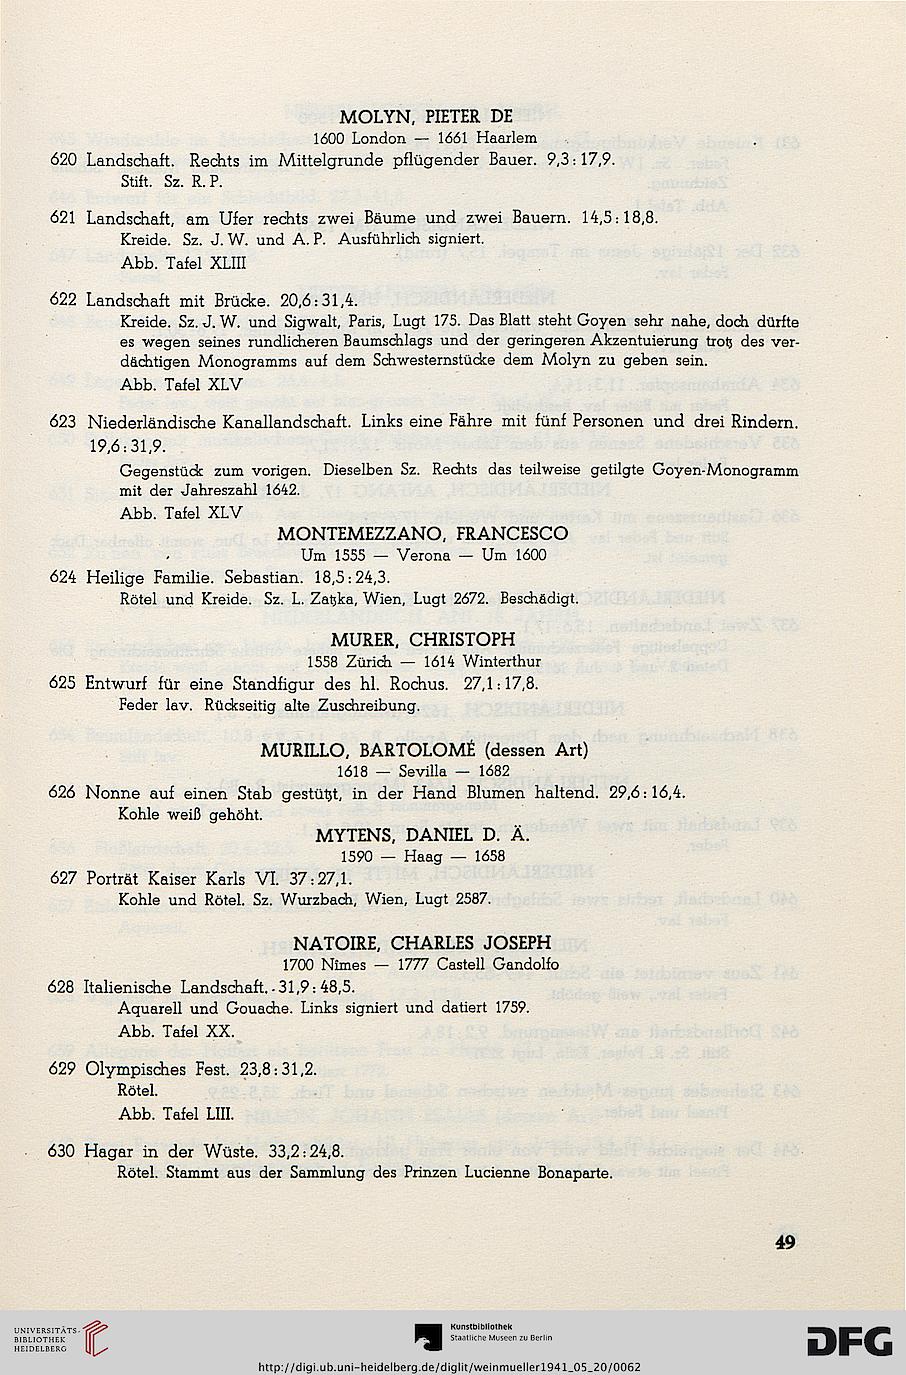 MOLYN, PIETER DE
1600 London — 1661 Haarlem
620 Landschaft. Rechts im Mittelgrunde pflügender Bauer. 9,3 : 17,9.
Stift. Sz. R. P.
621 Landschaft, am Ufer rechts zwei Bäume und zwei Bauern. 14,5 : 18,8.
Kreide. Sz. J. W. und A. P. Ausführlich signiert.
Abb. Tafel XLIII
622 Landschaft mit Brücke. 20,6 : 31,4.
Kreide. Sz. J. W. und Sigwalt, Paris, Lugt 175. Das Blatt steht Goyen sehr nahe, doch dürfte
es wegen seines rundlicheren Baumschlags und der geringeren Akzentuierung trotz des ver-
dächtigen Monogramms auf dem Schwesternstücke dem Molyn zu geben sein.
Abb. Tafel XLV
623 Niederländische Kanallandschaft. Links eine Fähre mit fünf Personen und drei Rindern.
19,6 : 31,9.
Gegenstück zum vorigen. Dieselben Sz. Rechts das teilweise getilgte Goyen-Monogramm
mit der Jahreszahl 1642.
Abb. Tafel XLV
MONTEMEZZANO, FRANCESCO
Um 1555 — Verona — Um 1600
624 Heilige Familie. Sebastian. 18,5 : 24,3.
Rötel und Kreide. Sz. L. Zatzka, Wien, Lugt 2672. Beschädigt.
MURER, CHRISTOPH
1558 Zürich — 1614 Winterthur
625 Entwurf für eine Standfigur des hl. Rochus. 27,1 : 17,8.
Feder lav. Rückseitig alte Zuschreibung.
MURILLO, BARTOLOMÉ (dessen Art)
1618 — Sevilla — 1682
626 Nonne auf einen Stab gestützt, in der Hand Blumen haltend. 29,6 : 16,4.
Kohle weiß gehöht.
MYTENS, DANIEL D. Ä.
1590 — Haag — 1658
627 Porträt Kaiser Karls VI. 37 : 27,1.
Kohle und Rötel. Sz. Wurzbach, Wien, Lugt 2587.
NATOIRE, CHARLES JOSEPH
1700 Nîmes — 1777 Castell Gandolfo
628 Italienische Landschaft. 31,9 : 48,5.
Aquarell und Gouache. Links signiert und datiert 1759.
Abb. Tafel XX.
629 Olympisches Fest. 23,8 : 31,2.
Rötel.
Abb. Tafel LIII.
630 Hagar in der Wüste. 33,2 : 24,8.
Rötel. Stammt aus der Sammlung des Prinzen Lucienne Bonaparte.
49
UNIVERSITÄTS-
BIBLIOTHEK
HEIDELBERG
Kunstbibliothek
Staatliche Museen zu Berlin
DFG
http://digi.ub.uni-heidelberg.de/diglit/weinmueller1941_05_20/0062